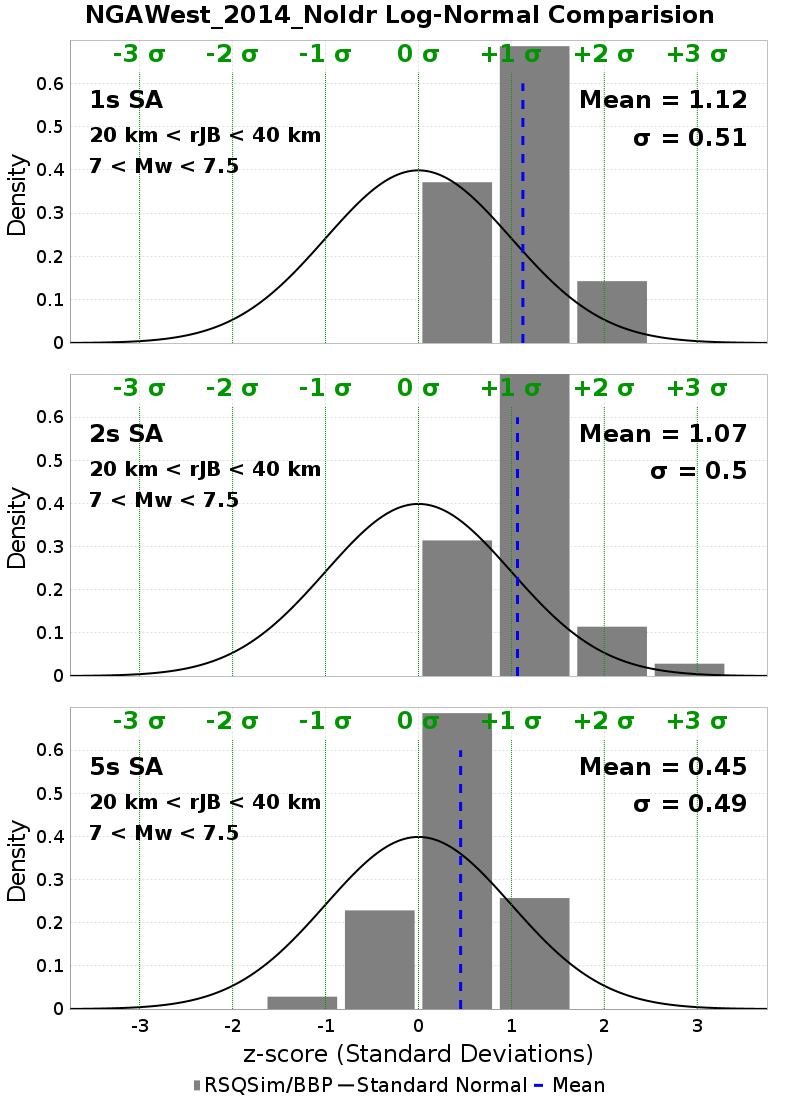 NGAWest_2014_NoIdr Log-Normal Comparision
-3 σ -2 σ -1 σ 0 σ +1 σ +2 σ +3 σ
1s SA
Mean = 1.12
20 km < rJB < 40 km
σ = 0.51
7 < Mw < 7.5
0.6
0.5
0.4
0.3
0.2
0.1
0
Density
-3 σ -2 σ -1 σ 0 σ +1 σ +2 σ +3 σ
2s SA
Mean = 1.07
20 km < rJB < 40 km
σ = 0.5
7 < Mw < 7.5
0.6
0.5
0.4
0.3
0.2
0.1
0
Density
-3 σ -2 σ -1 σ 0 σ +1 σ +2 σ +3 σ
5s SA
Mean = 0.45
20 km < rJB < 40 km
σ = 0.49
7 < Mw < 7.5
0.6
0.5
0.4
0.3
0.2
0.1
0
Density
-3 -2 -1 0 1 2 3
z-score (Standard Deviations)
RSQSim/BBP Standard Normal Mean